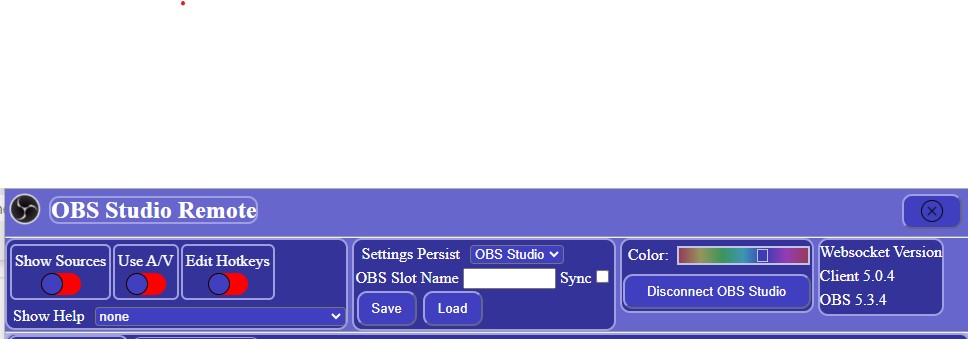 OBS Studio Remote
Show Sources Use A/V Edit Hotkeys
Show Help none
Settings Persist OBS Studio
OBS Slot Name Sync
Save Load
Color:
Disconnect OBS Studio
Websocket Version
Client 5.0.4
OBS 5.3.4